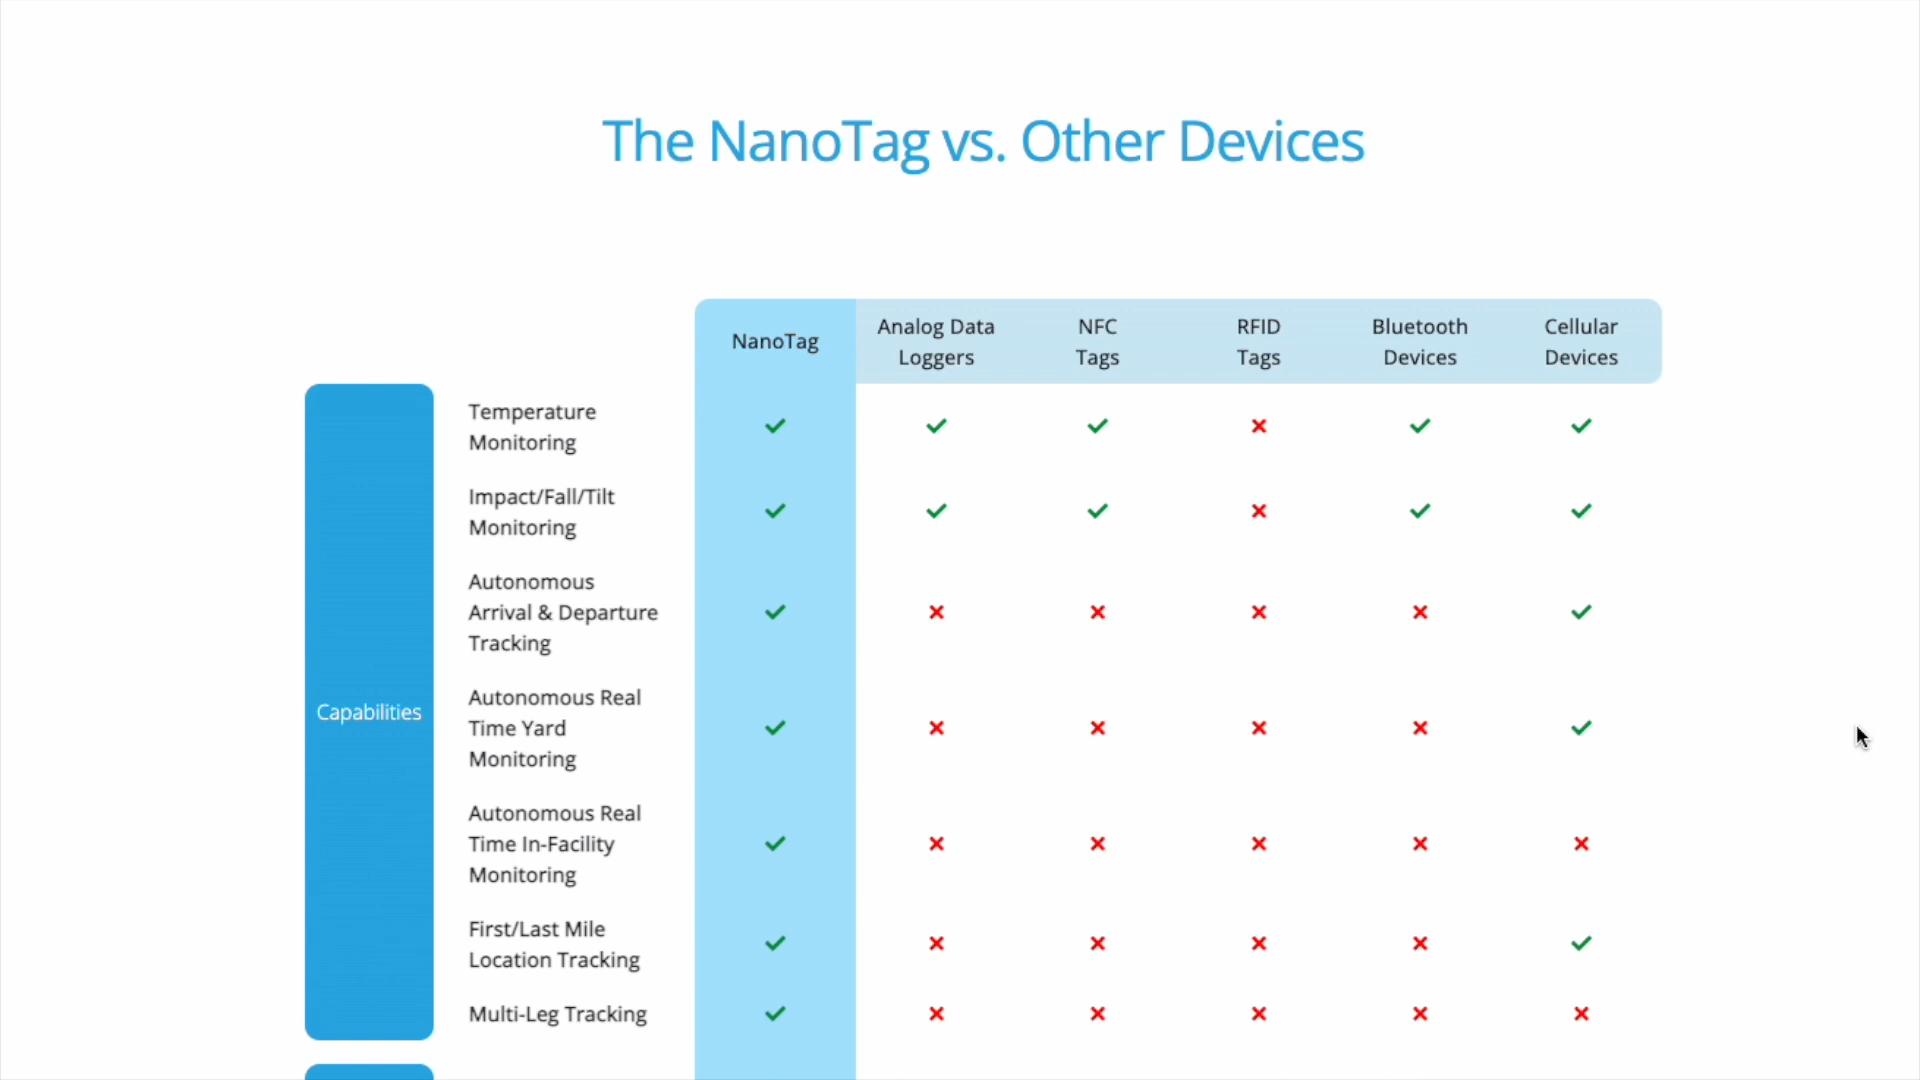 The NanoTag vs. Other Devices
NanoTag
Analog Data
Loggers
NFC
Tags
RFID
Tags
Bluetooth
Devices
Cellular
Devices
Capabilities
Temperature
Monitoring
Impact/Fall/Tilt
Monitoring
Autonomous
Arrival & Departure
Tracking
Autonomous Real
Time Yard
Monitoring
Autonomous Real
Time In-Facility
Monitoring
First/Last Mile
Location Tracking
Multi-Leg Tracking